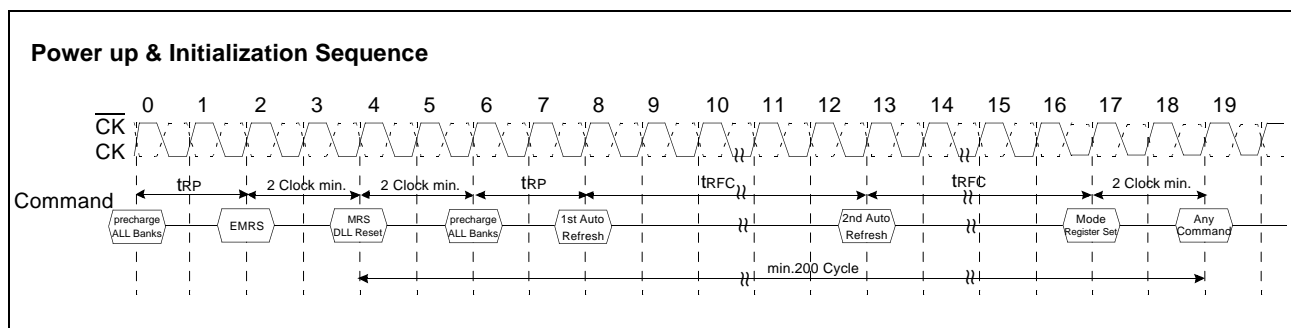 Power up & Initialization Sequence
0 1 2 3 4 5 6 7 8 9 10 11 12 13 14 15 16 17 18 19
CK
CK
tRP 2 Clock min. 2 Clock min. tRP tRFC tRFC 2 Clock min.
Command
precharge
ALL Banks
EMRS
MRS
DLL Reset
precharge
ALL Banks
1st Auto
Refresh
2nd Auto
Refresh
Mode
Register Set
Any
Command
min.200 Cycle